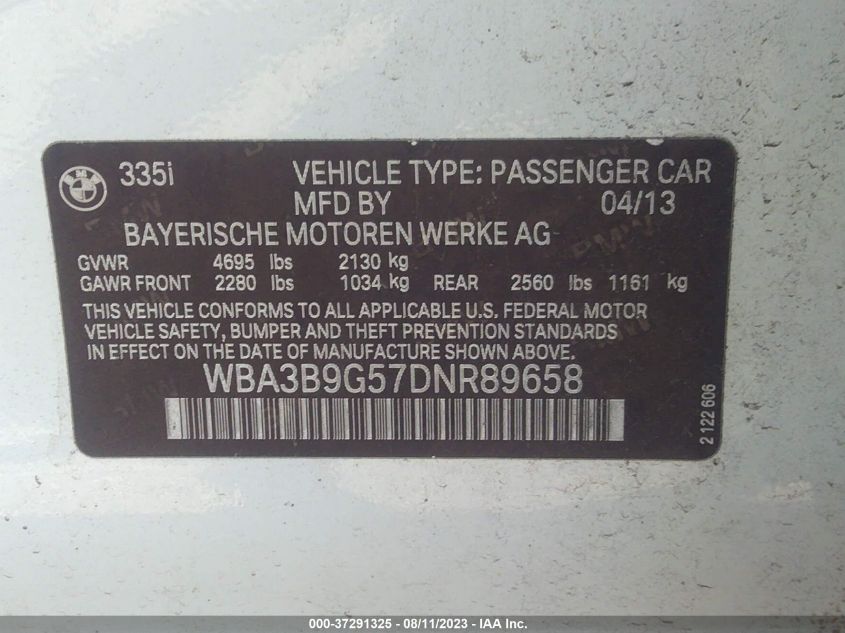 335i VEHICLE TYPE: PASSENGER CAR
MFD BY 04/13
BAYERISCHE MOTOREN WERKE AG
GVWR 4695 lbs 2130 kg
GAWR FRONT 2280 lbs 1034 kg REAR 2560 lbs 1161 kg
THIS VEHICLE CONFORMS TO ALL APPLICABLE U.S. FEDERAL MOTOR
VEHICLE SAFETY, BUMPER AND THEFT PREVENTION STANDARDS
IN EFFECT ON THE DATE OF MANUFACTURE SHOWN ABOVE.
WBA3B9G57DNR89658
2 122 606
000-37291325 - 08/11/2023 - IAA Inc.